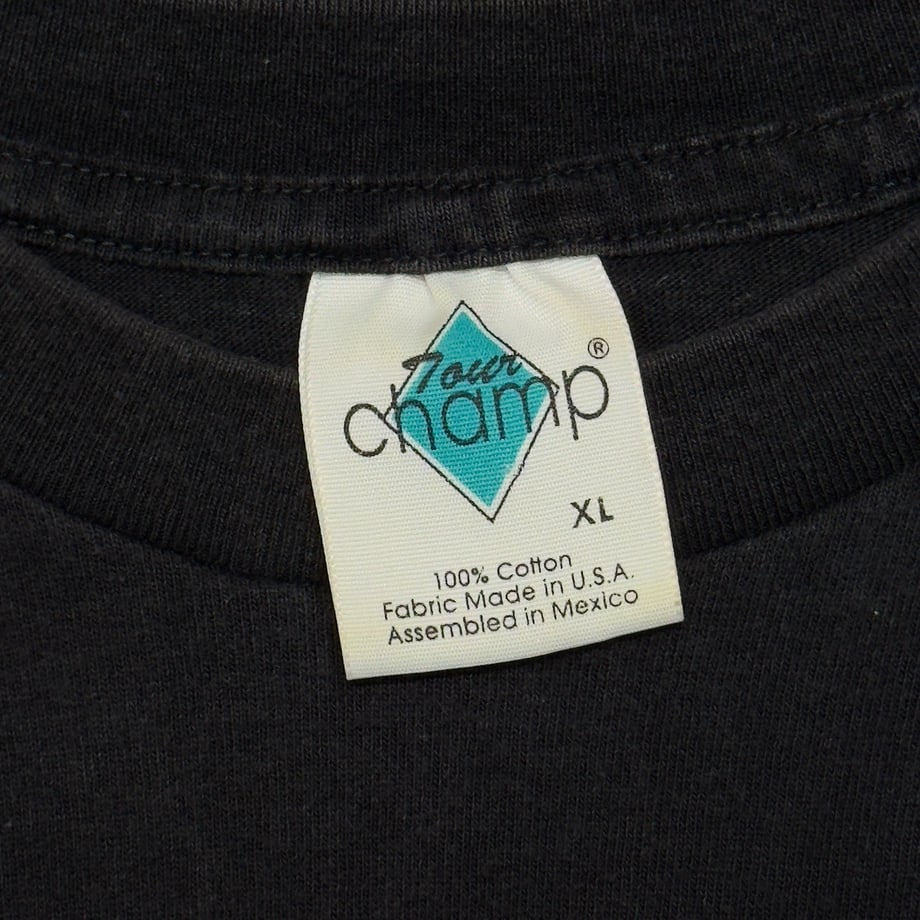 Tour
champ®
XL
100% Cotton
Fabric Made in U.S.A.
Assembled in Mexico